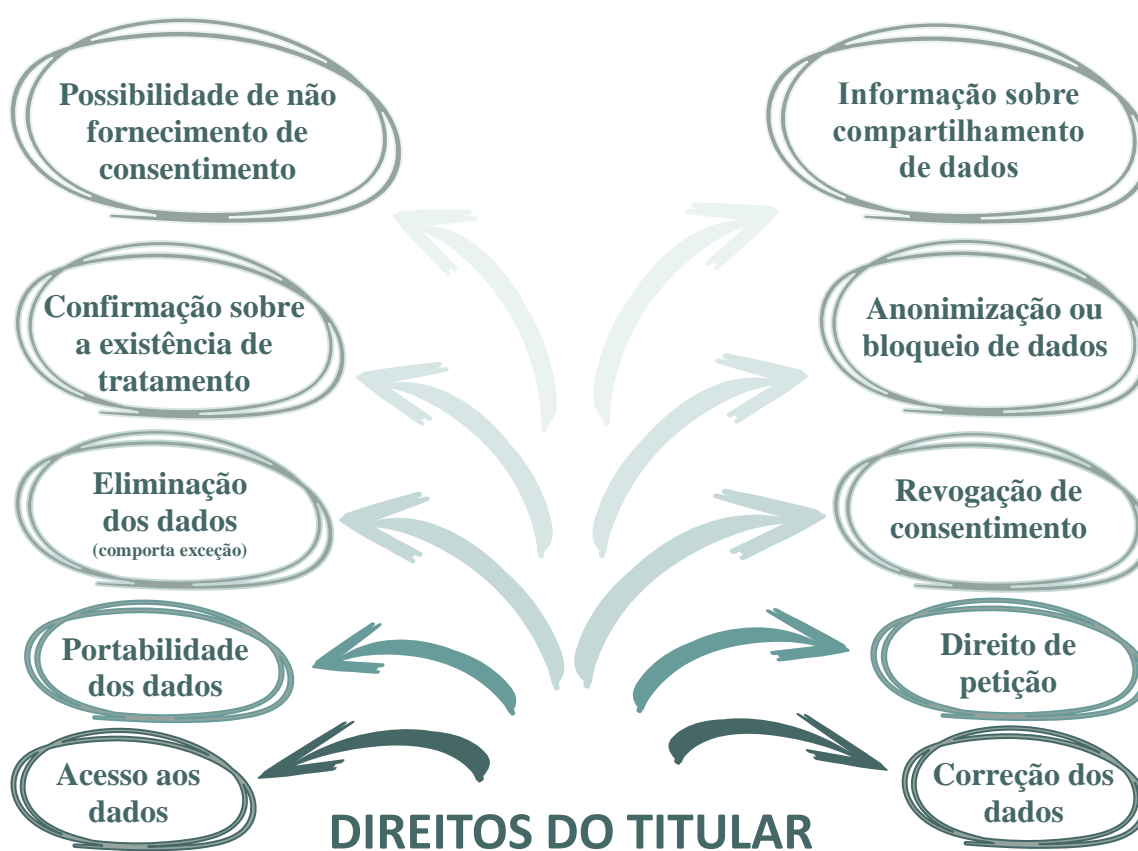 Possibilidade de não
fornecimento de
consentimento
Informação sobre
compartilhamento
de dados
Confirmação sobre
a existência de
tratamento
Anonimização ou
bloqueio de dados
Eliminação
dos dados
(comporta exceção)
Revogação de
consentimento
Portabilidade
dos dados
Direito de
petição
Acesso aos
dados
Correção dos
dados
DIREITOS DO TITULAR